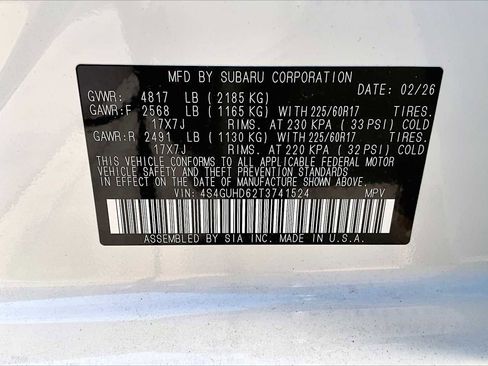 MFD BY SUBARU CORPORATION
DATE: 02/26
GVWR: 4817 LB (2185 KG)
GAWR:F 2568 LB (1165 KG) WITH 225/60R17 TIRES.
17X7J RIMS. AT 230 KPA (33 PSI) COLD
GAWR:R 2491 LB (1130 KG) WITH 225/60R17 TIRES.
17X7J RIMS. AT 220 KPA (32 PSI) COLD
THIS VEHICLE CONFORMS TO ALL APPLICABLE FEDERAL MOTOR
VEHICLE SAFETY AND THEFT PREVENTION STANDARDS IN
EFFECT ON THE DATE OF MANUFACTURE SHOWN ABOVE.
VIN: 4S4GUHD62T3741524 MPV
ASSEMBLED BY SIA INC. MADE IN U.S.A.